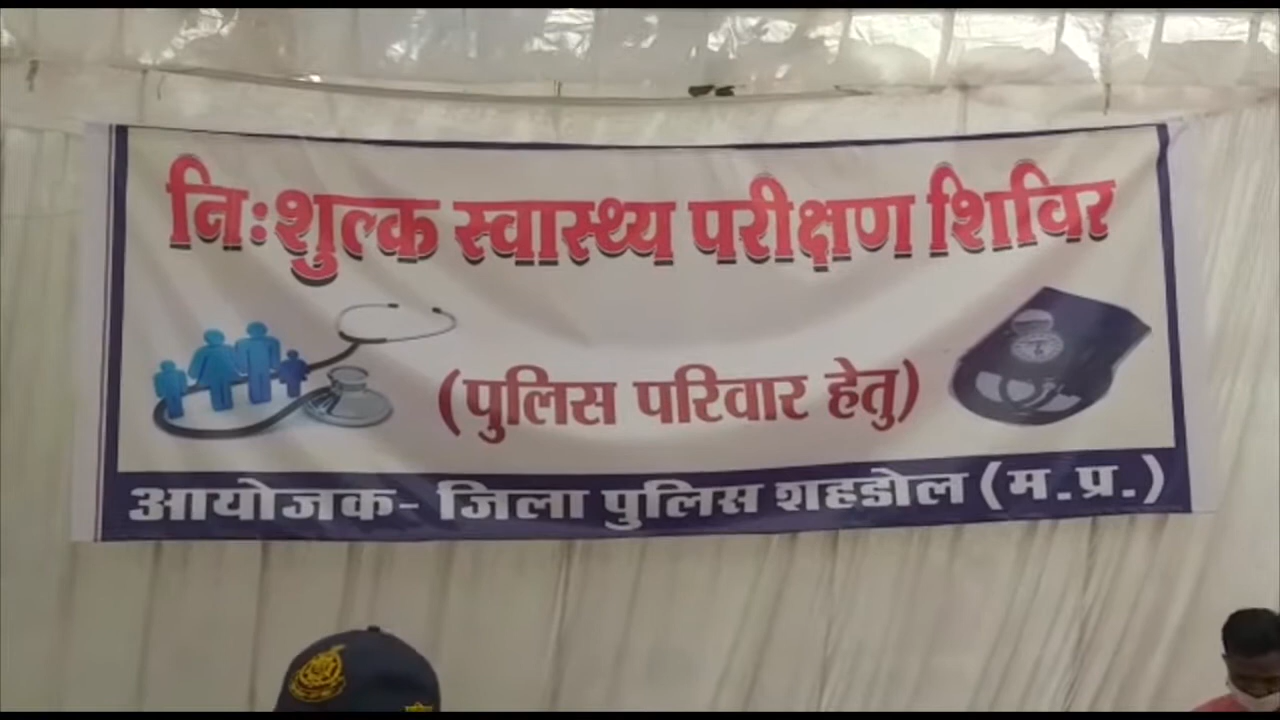 निःशुल्क स्वास्थ्य परीक्षण शिविर
(पुलिस परिवार हेतु)
आयोजक- जिला पुलिस शहडोल (म.प्र.)